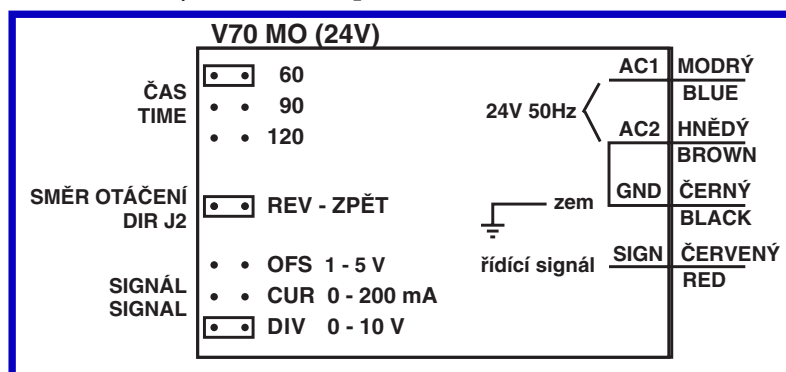 V70 MO (24V)
ČAS
TIME
60
90
120
SMĚR OTÁČENÍ
DIR J2
REV - ZPĚT
SIGNÁL
SIGNAL
OFS 1 - 5 V
CUR 0 - 200 mA
DIV 0 - 10 V
24V 50Hz
AC1 MODRÝ
BLUE
AC2 HNĚDÝ
BROWN
zem
GND ČERNÝ
BLACK
řídící signál
SIGN ČERVENÝ
RED